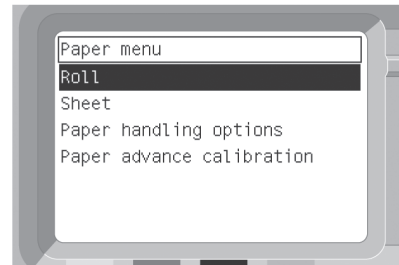 Paper menu
Roll
Sheet
Paper handling options
Paper advance calibration